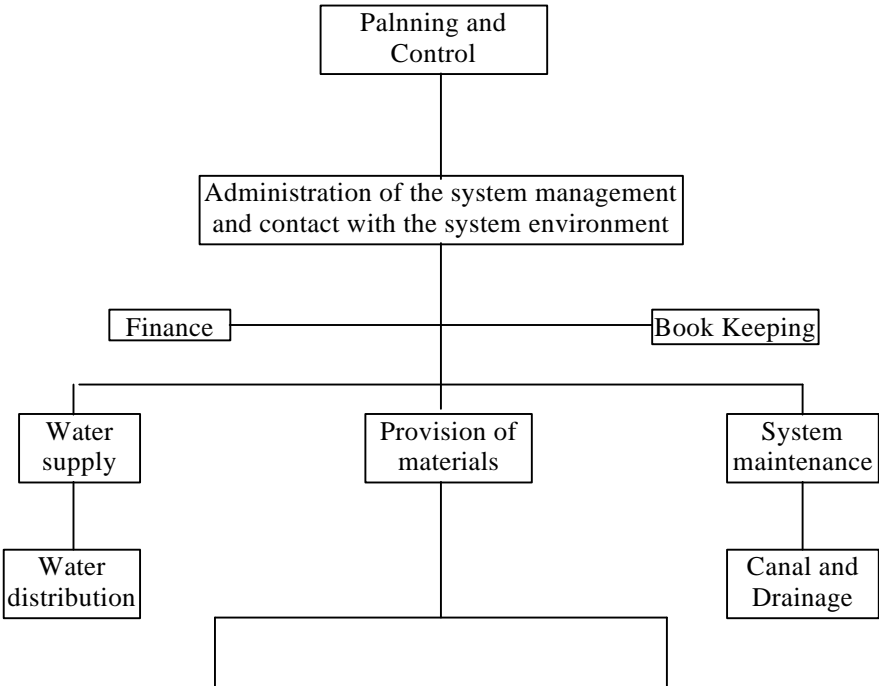 Palnning and
Control
Administration of the system management
and contact with the system environment
Finance
Book Keeping
Water
supply
Provision of
materials
System
maintenance
Water
distribution
Canal and
Drainage